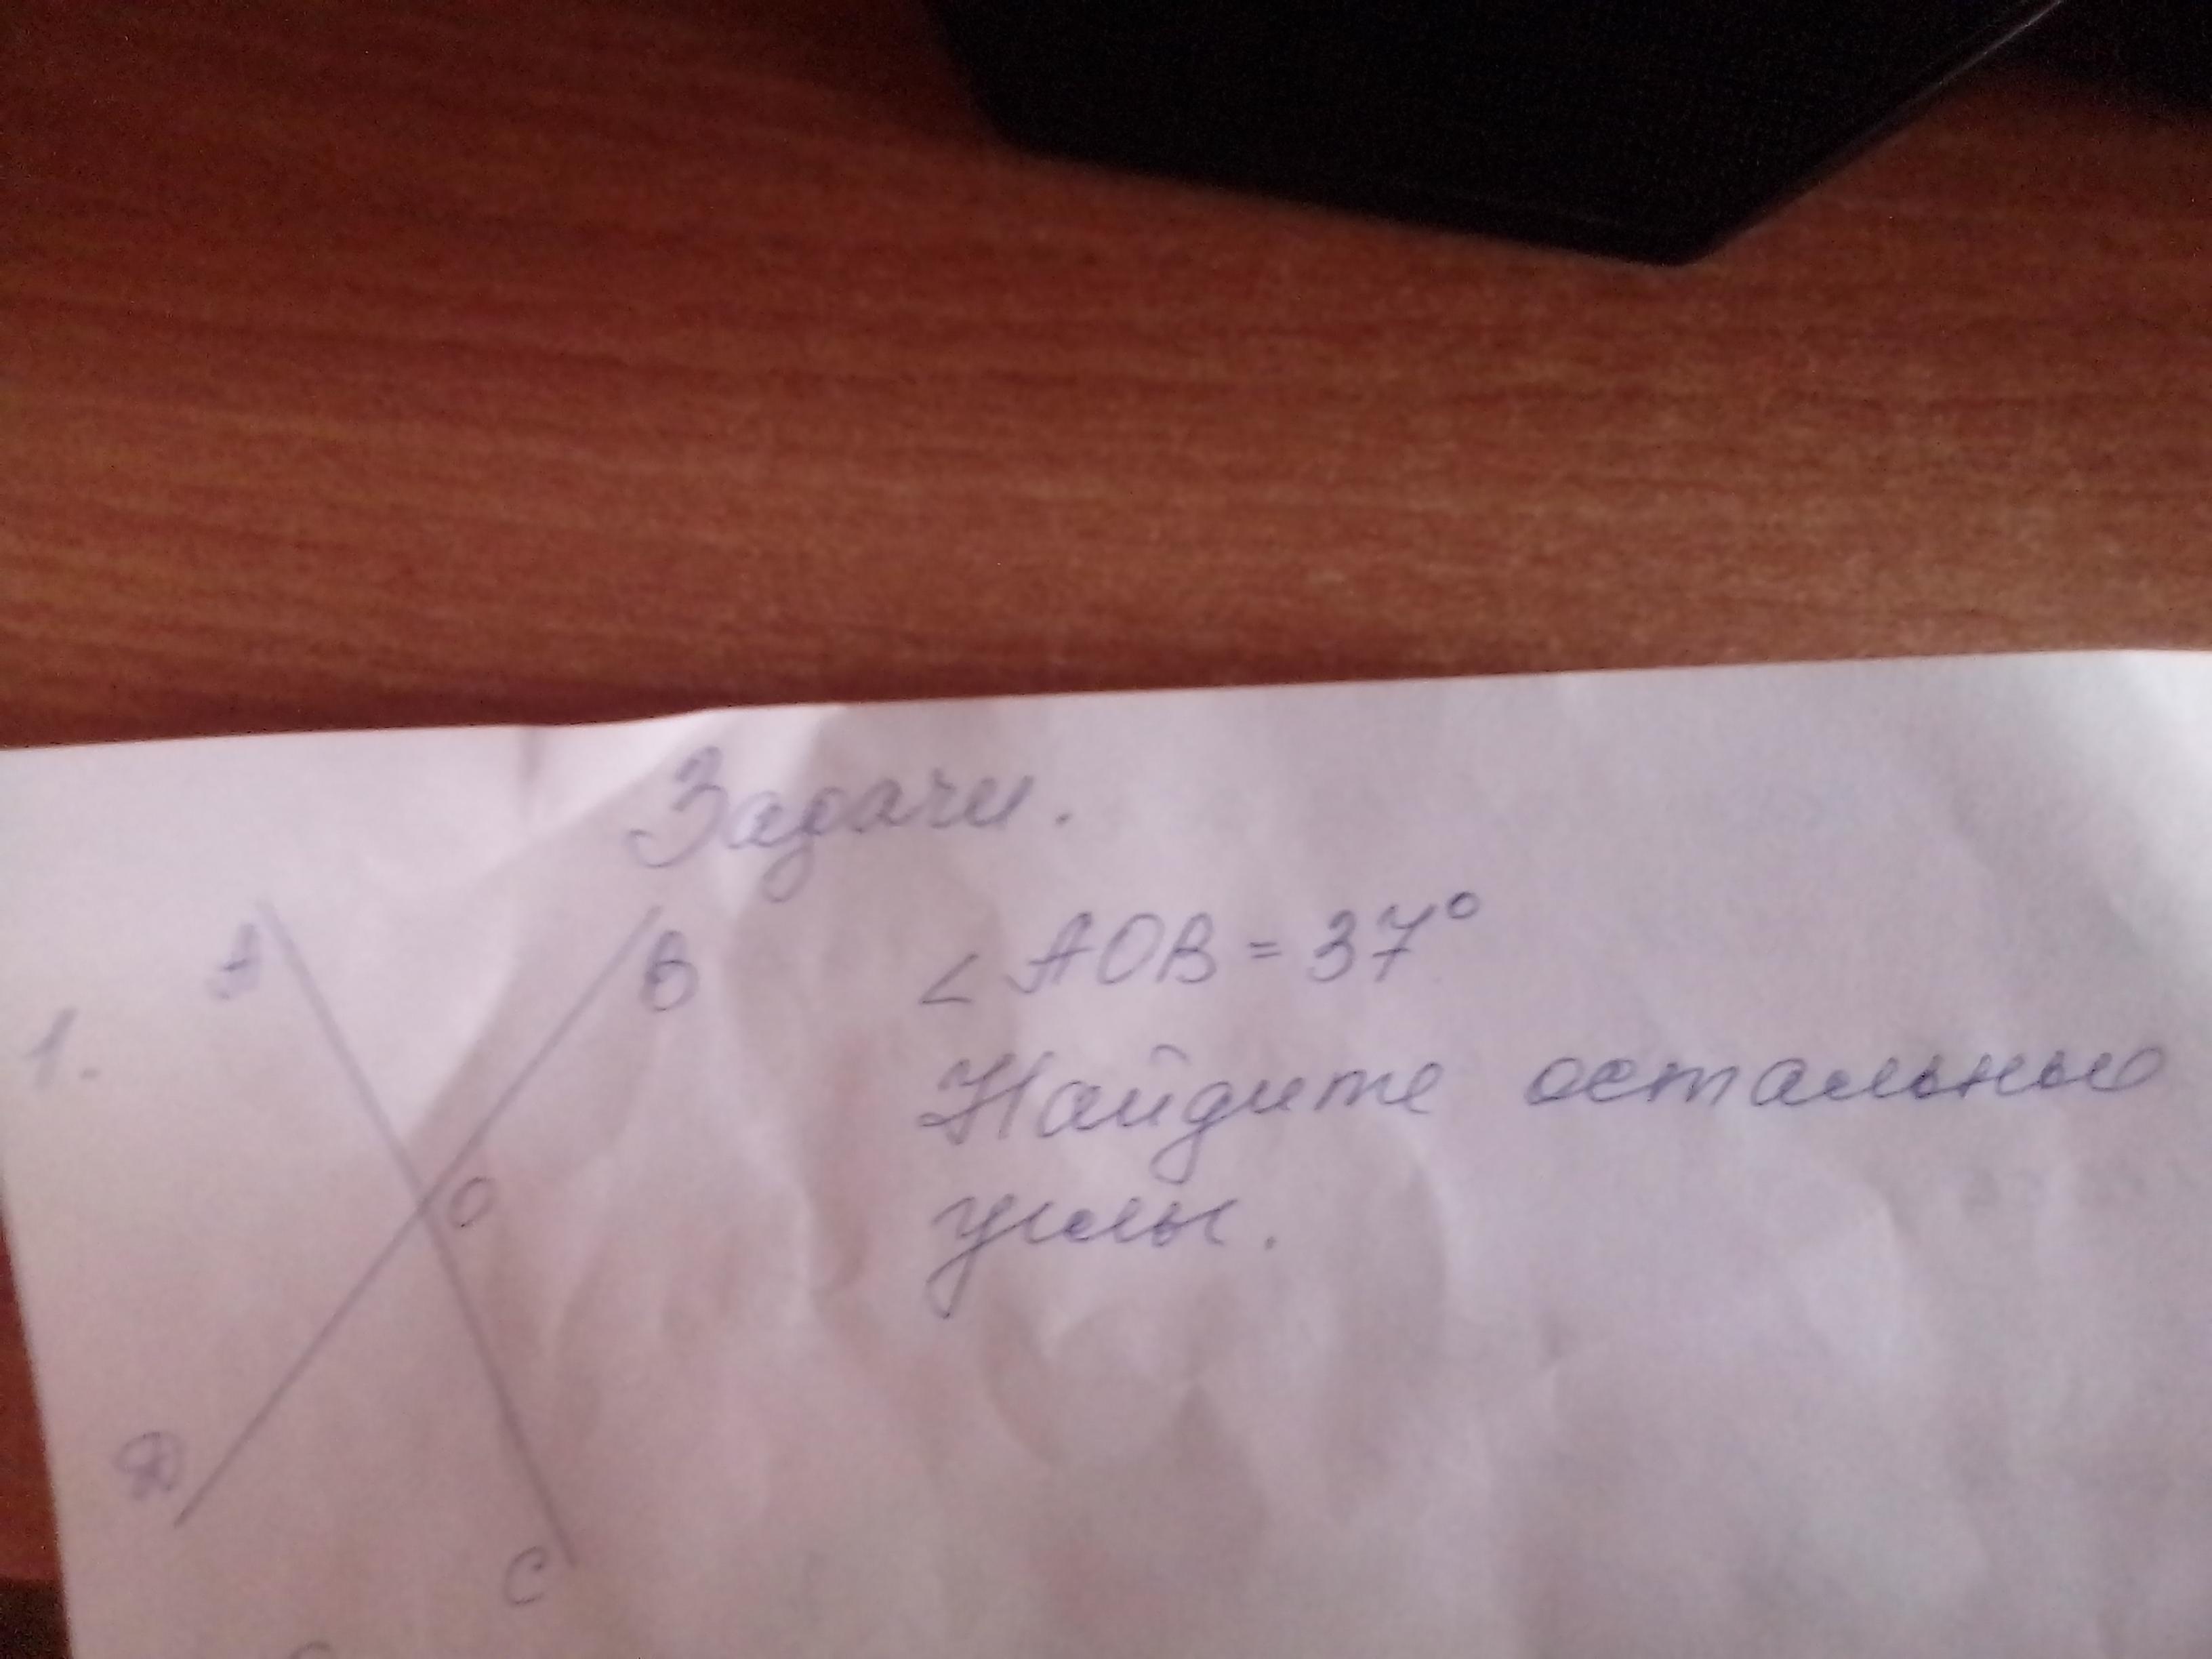 Задачи.
1.
A
B
O
D
C
∠ AOB = 37°
Найдите остальные
углы.